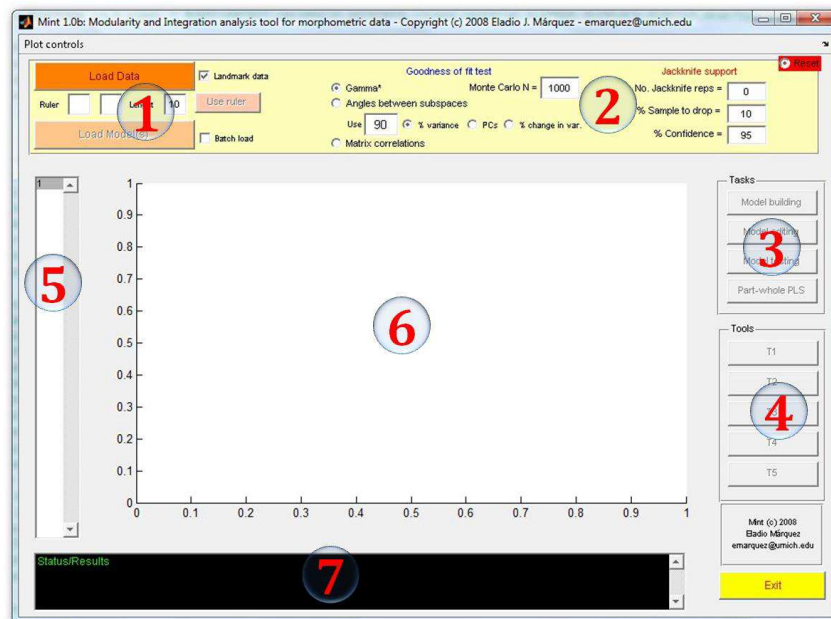 Mint 1.0b: Modularity and Integration analysis tool for morphometric data - Copyright (c) 2008 Eladio J. Márquez - emarquez@umich.edu
Plot controls
Load Data
Landmark data
Ruler
10
Use ruler
Load
Batch load
1
Goodness of fit test
Gamma*
Monte Carlo N =
1000
Angles between subspaces
Use
90
% variance
PCs
% change in var.
Matrix correlations
2
Jackknife support
Reset
No. Jackknife reps =
0
% Sample to drop =
10
% Confidence =
95
1
5
1
0.9
0.8
0.7
0.6
0.5
0.4
0.3
0.2
0.1
0
0 0.1 0.2 0.3 0.4 0.5 0.6 0.7 0.8 0.9 1
6
Tasks
Model building
Model editing
Model testing
Part-whole PLS
3
Tools
T1
T2
T3
T4
T5
4
Mint (c) 2008
Eladio Márquez
emarquez@umich.edu
Status/Results
7
Exit